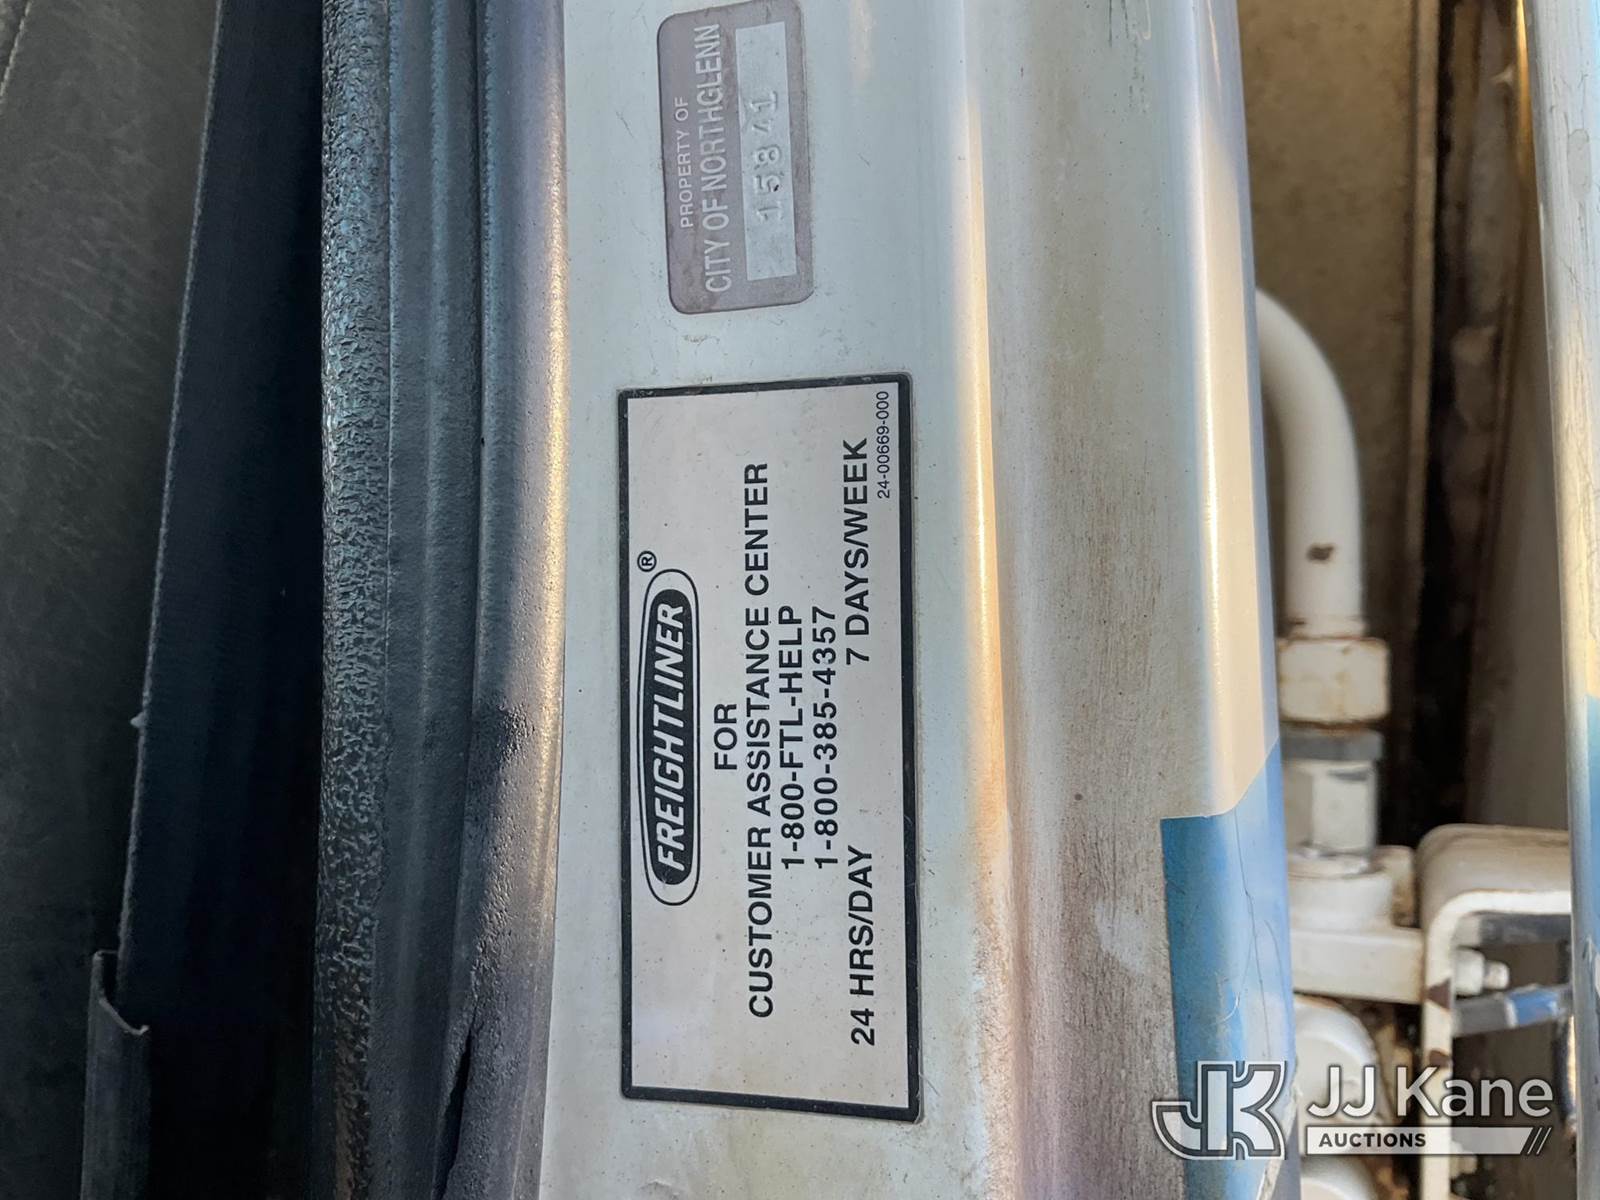 PROPERTY OF
CITY OF NORTHGLENN
15841
FREIGHTLINER®
FOR
CUSTOMER ASSISTANCE CENTER
1-800-FTL-HELP
1-800-385-4357
24 HRS/DAY 7 DAYS/WEEK
24-00669-000
JK JJ Kane
AUCTIONS